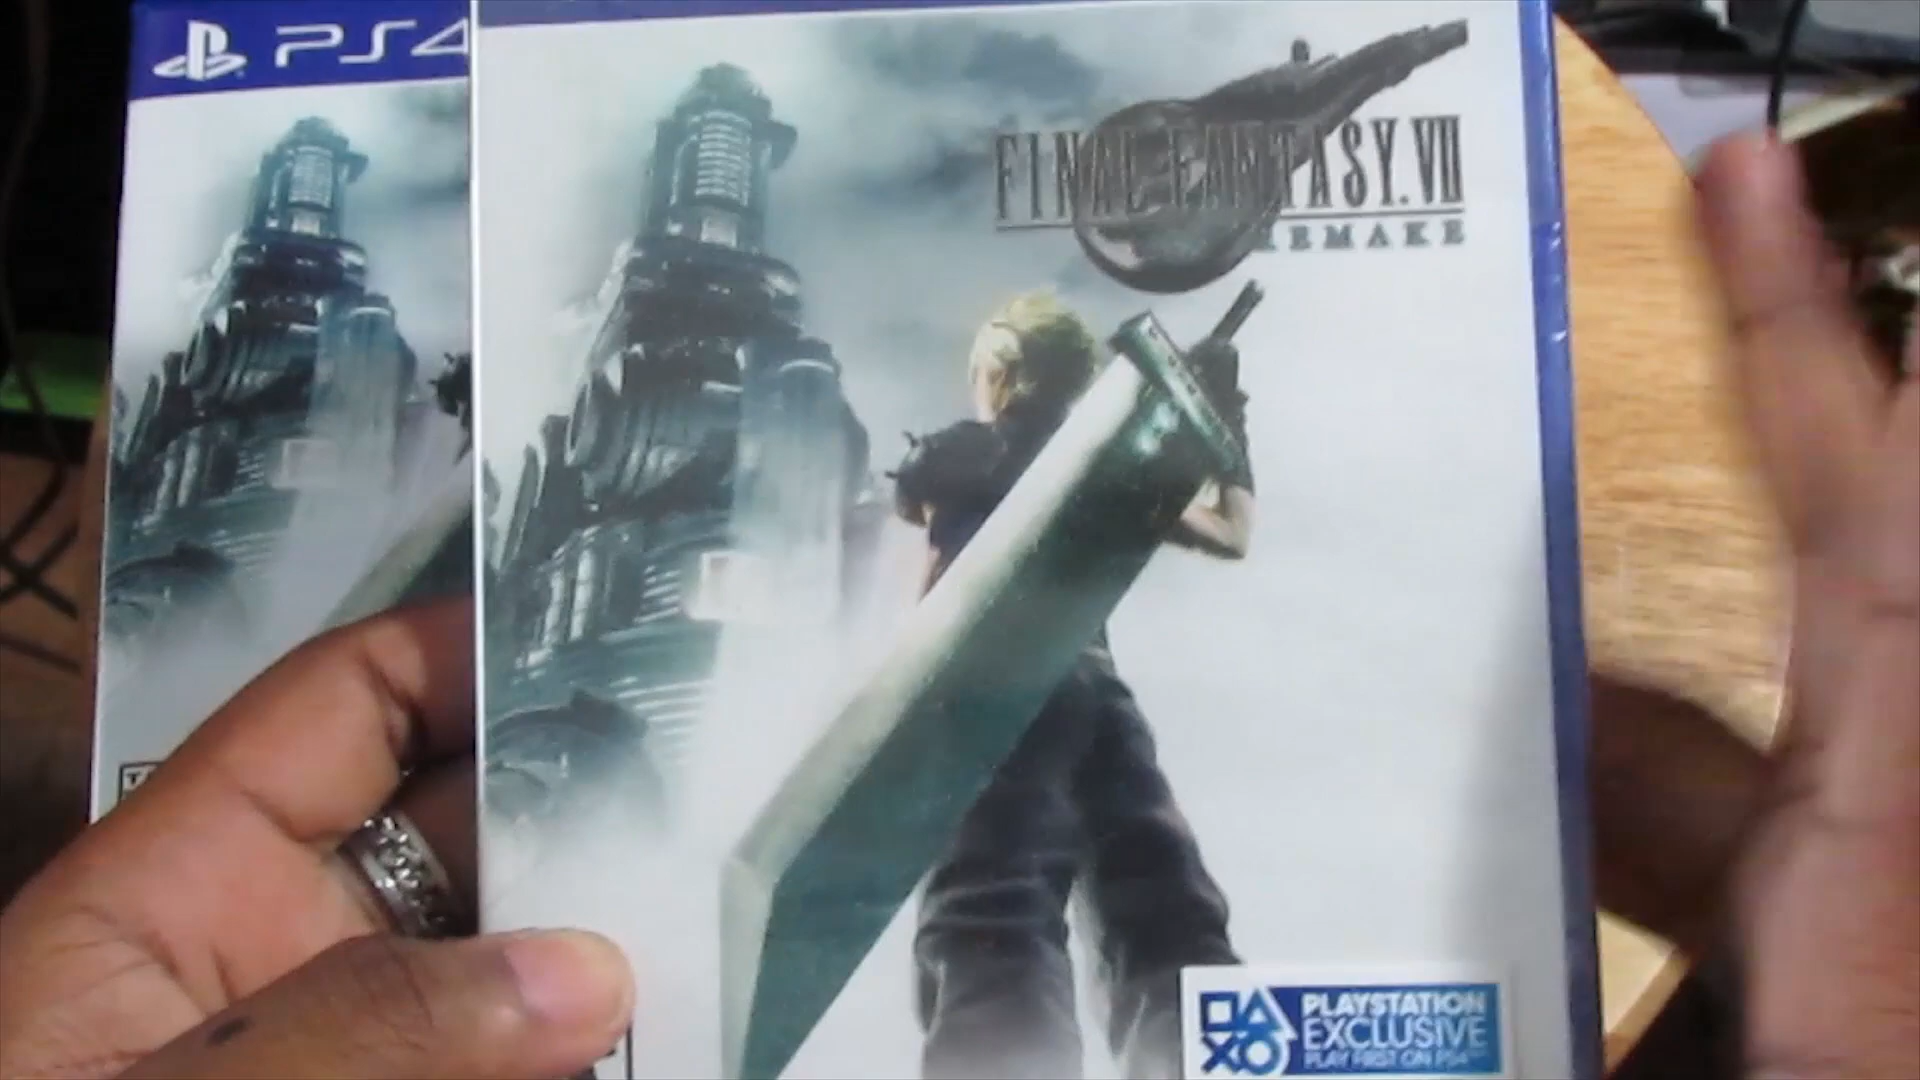 PS4
FINAL FANTASY VII
REMAKE
PLAYSTATION
EXCLUSIVE
PLAY FIRST ON PS4